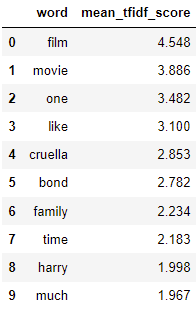 word mean_tfidf_score
0 film 4.548
1 movie 3.886
2 one 3.482
3 like 3.100
4 cruella 2.853
5 bond 2.782
6 family 2.234
7 time 2.183
8 harry 1.998
9 much 1.967